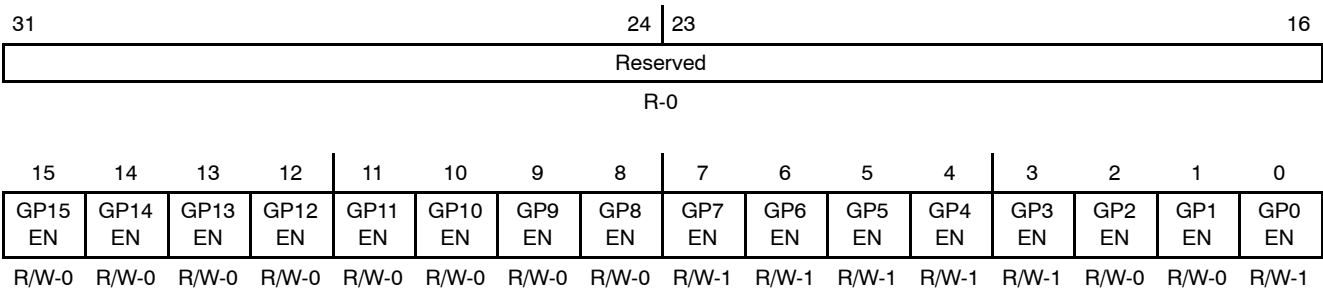 31 24 23 16
Reserved
R-0
15 14 13 12 11 10 9 8 7 6 5 4 3 2 1 0
GP15 GP14 GP13 GP12 GP11 GP10 GP9 GP8 GP7 GP6 GP5 GP4 GP3 GP2 GP1 GP0
EN EN EN EN EN EN EN EN EN EN EN EN EN EN EN EN
R/W-0 R/W-0 R/W-0 R/W-0 R/W-0 R/W-0 R/W-0 R/W-0 R/W-1 R/W-1 R/W-1 R/W-1 R/W-1 R/W-0 R/W-0 R/W-1